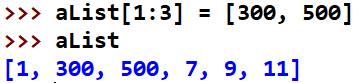 >>> aList[1:3] = [300, 500]
>>> aList
[1, 300, 500, 7, 9, 11]